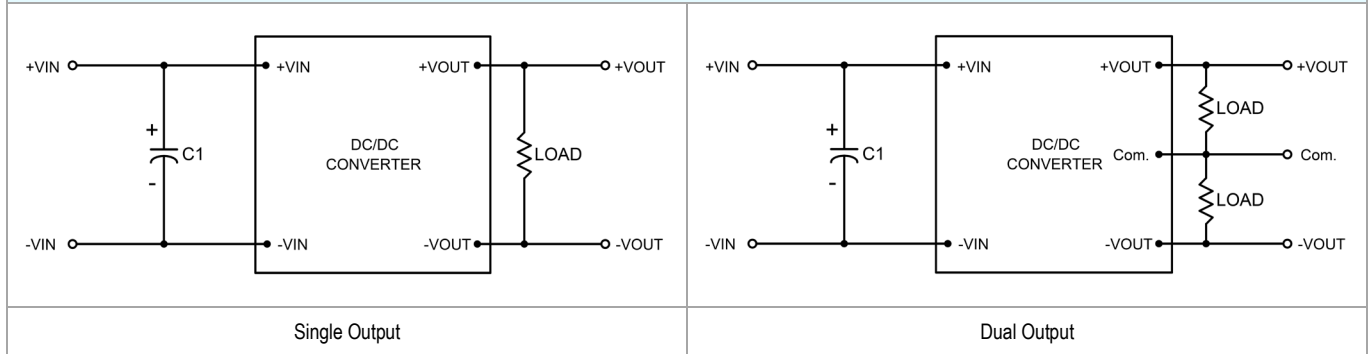 +VIN
+VIN
+VOUT
+VOUT
+
C1
-
DC/DC
CONVERTER
LOAD
-VIN
-VIN
-VOUT
-VOUT
Single Output
+VIN
+VIN
+VOUT
+VOUT
LOAD
+
C1
-
DC/DC
CONVERTER
Com.
Com.
LOAD
-VIN
-VIN
-VOUT
-VOUT
Dual Output